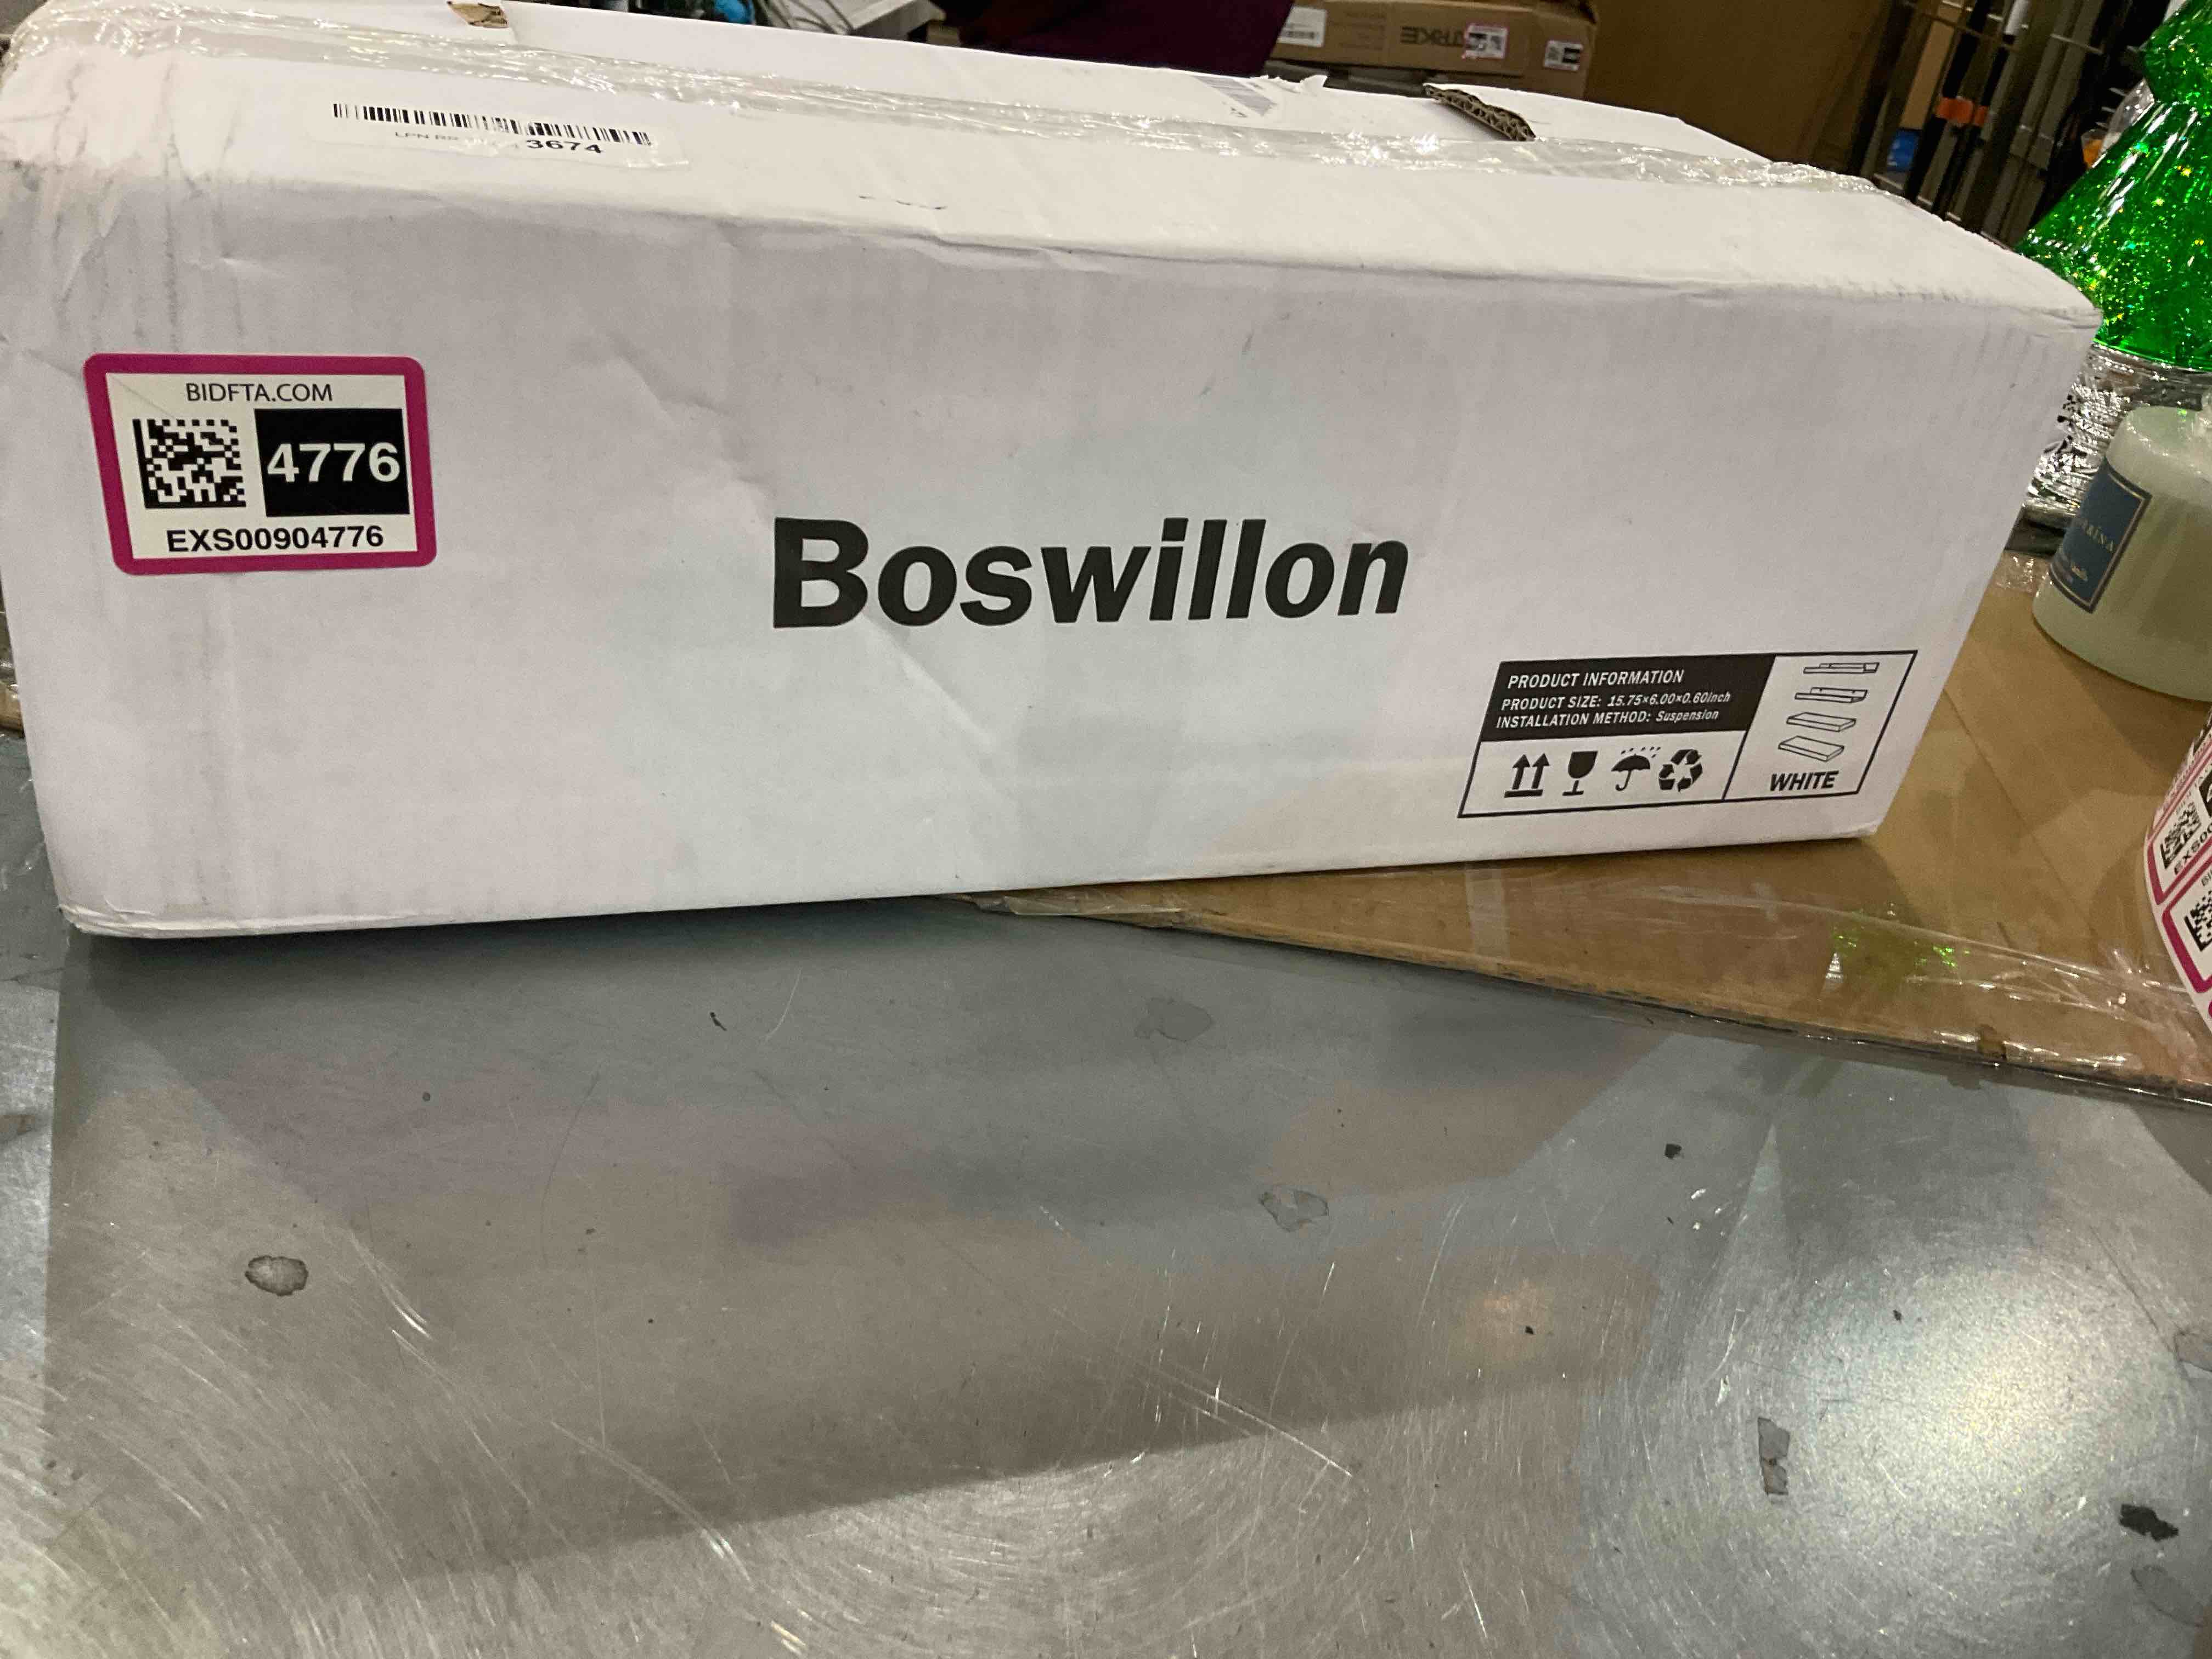 3674
BIDFTA.COM
4776
EXS00904776
Boswillon
PRODUCT INFORMATION
PRODUCT SIZE: 15.75×6.00×0.60inch
INSTALLATION METHOD: Suspension
WHITE